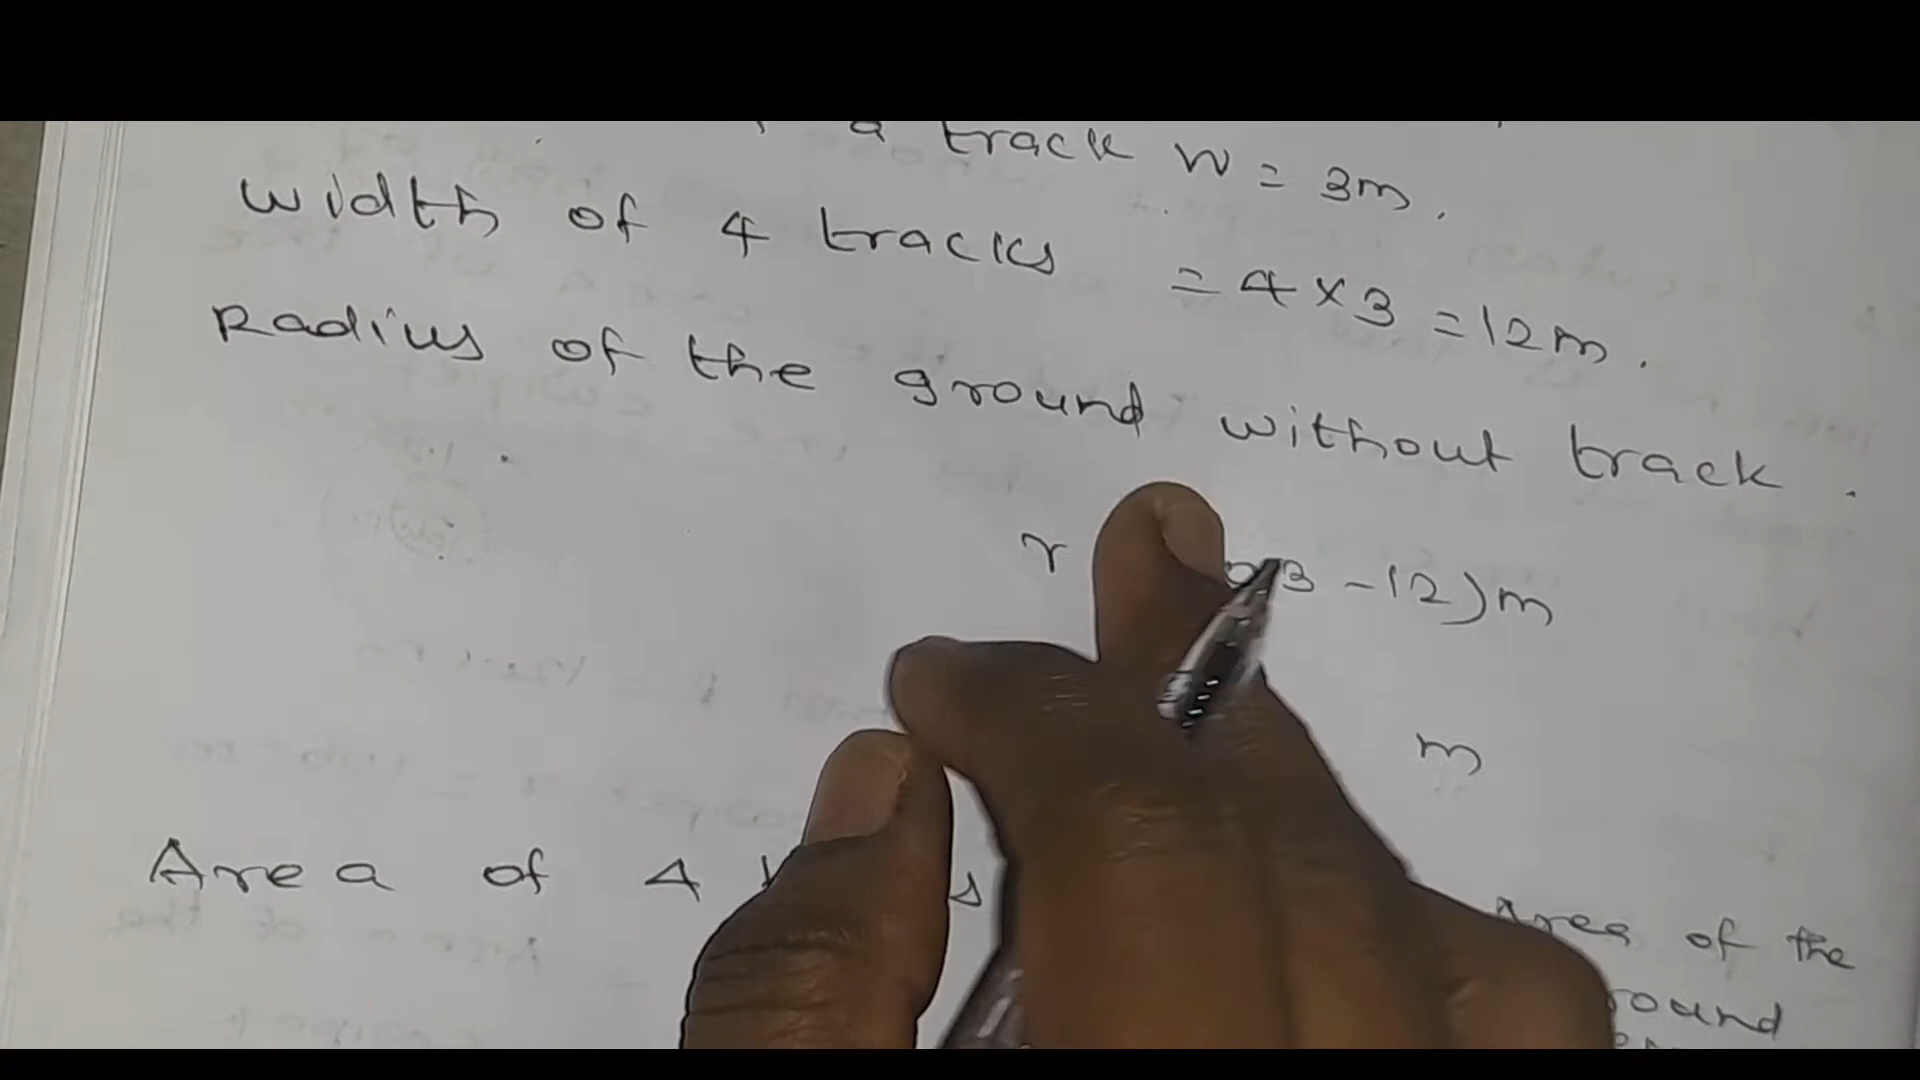 a track W = 3m.
width of 4 tracks = 4 × 3 = 12m.
Radius of the ground without track.
r 3 - 12) m
m
Area of 4
Area of the